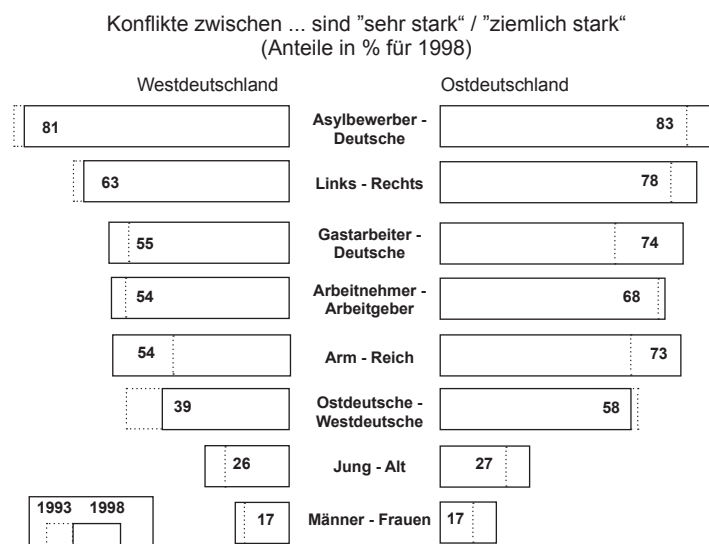 Konflikte zwischen ... sind ”sehr stark“ / ”ziemlich stark“
(Anteile in % für 1998)
Westdeutschland
Ostdeutschland
81
Asylbewerber -
Deutsche
83
63
Links - Rechts
78
55
Gastarbeiter -
Deutsche
74
54
Arbeitnehmer -
Arbeitgeber
68
54
Arm - Reich
73
39
Ostdeutsche -
Westdeutsche
58
26
Jung - Alt
27
17
Männer - Frauen
17
1993 1998